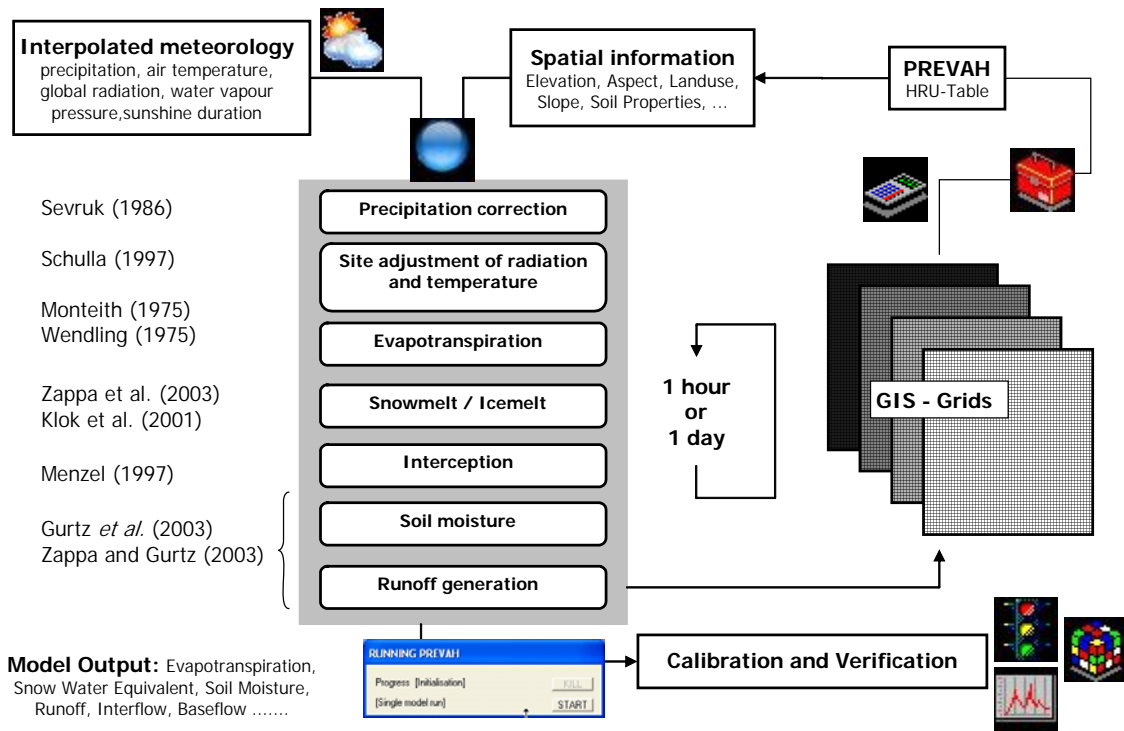 Interpolated meteorology
precipitation, air temperature,
global radiation, water vapour
pressure,sunshine duration
Spatial information
Elevation, Aspect, Landuse,
Slope, Soil Properties, ...
PREVAH
HRU-Table
Sevruk (1986)
Schulla (1997)
Monteith (1975)
Wendling (1975)
Zappa et al. (2003)
Klok et al. (2001)
Menzel (1997)
Gurtz et al. (2003)
Zappa and Gurtz (2003)
Precipitation correction
Site adjustment of radiation
and temperature
Evapotranspiration
Snowmelt / Icemelt
Interception
Soil moisture
Runoff generation
1 hour
or
1 day
GIS - Grids
Model Output: Evapotranspiration,
Snow Water Equivalent, Soil Moisture,
Runoff, Interflow, Baseflow .......
RUNNING PREVAH
Progress [Initialisation]
KILL
[Single model run]
START
Calibration and Verification